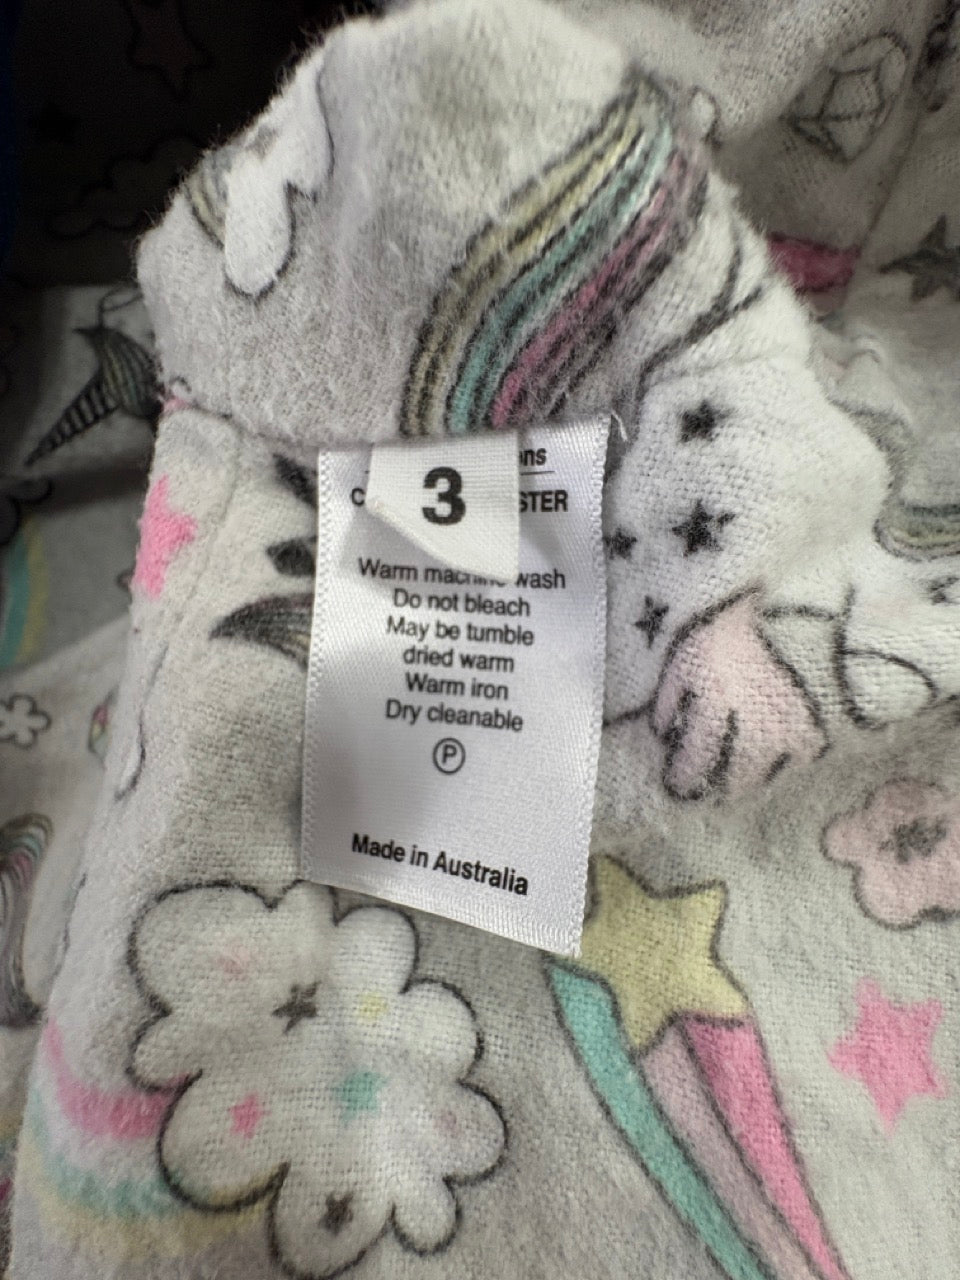 3
Warm machine wash
Do not bleach
May be tumble
dried warm
Warm iron
Dry cleanable
P
Made in Australia